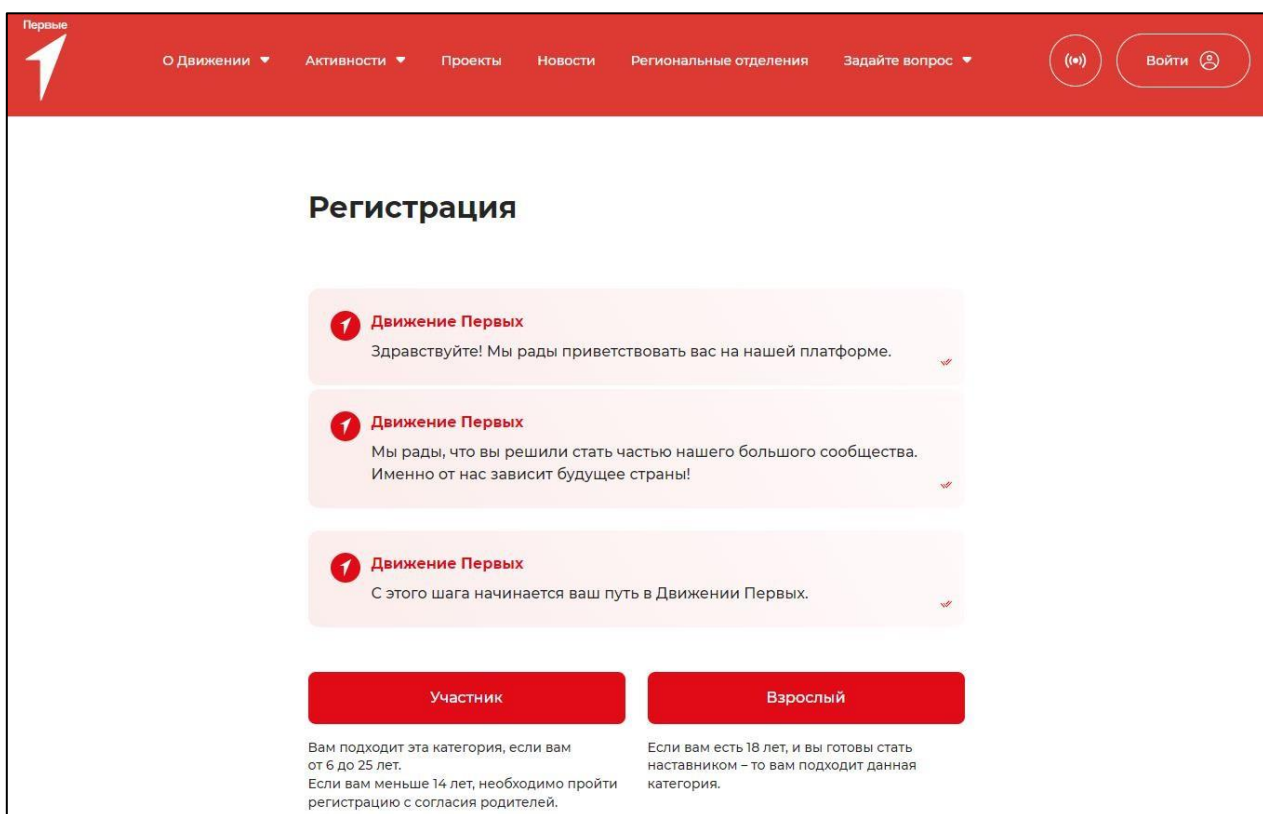 Первые
О Движении
Активности
Проекты
Новости
Региональные отделения
Задайте вопрос
Войти
Регистрация
Движение Первых
Здравствуйте! Мы рады приветствовать вас на нашей платформе.
Движение Первых
Мы рады, что вы решили стать частью нашего большого сообщества.
Именно от нас зависит будущее страны!
Движение Первых
С этого шага начинается ваш путь в Движении Первых.
Участник
Взрослый
Вам подходит эта категория, если вам
от 6 до 25 лет.
Если вам меньше 14 лет, необходимо пройти
регистрацию с согласия родителей.
Если вам есть 18 лет, и вы готовы стать
наставником – то вам подходит данная
категория.